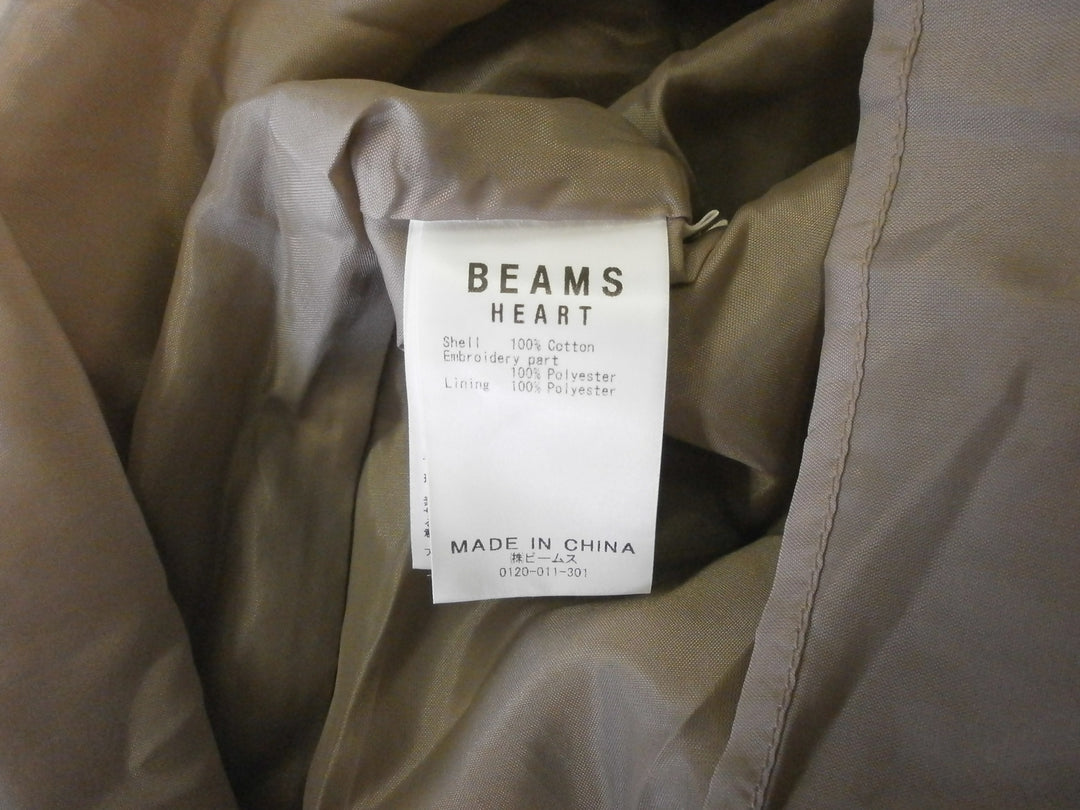 BEAMS
HEART
Shell 100% Cotton
Embroidery part
100% Polyester
Lining 100% Polyester
MADE IN CHINA
㈱ビームス
0120-011-301